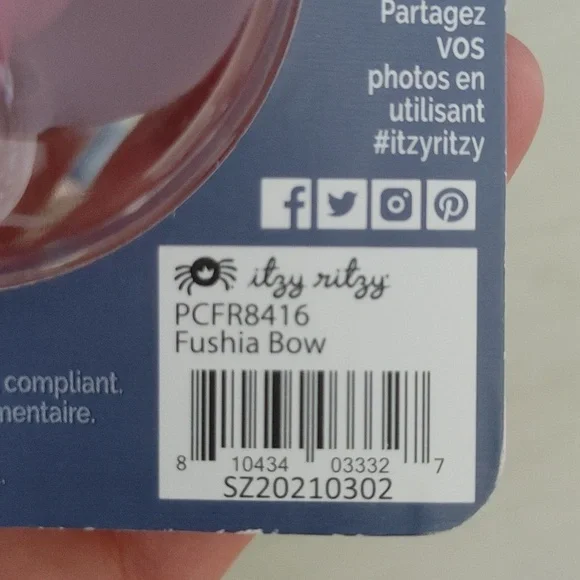 Partagez
VOS
photos en
utilisant
#itzyritzy
itzy ritzy
PCFR8416
Fushia Bow
compliant.
mentaire.
8 10434 03332 7
SZ20210302